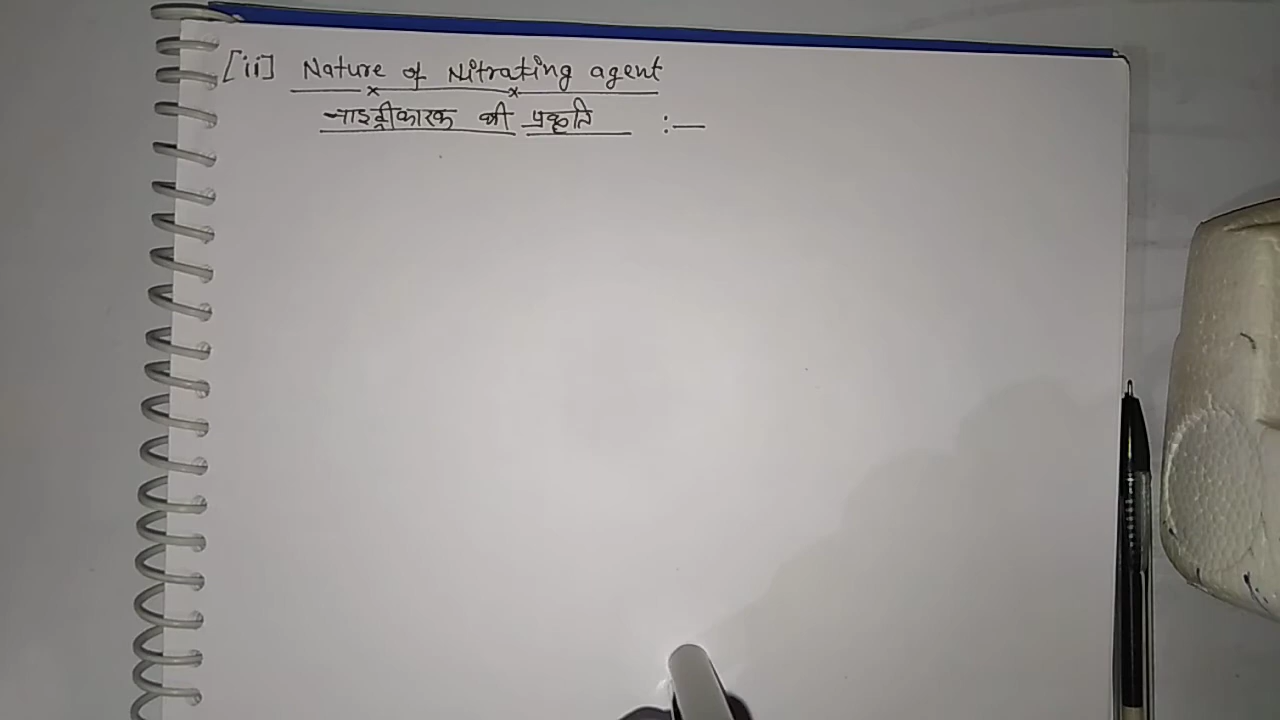 [ii] Nature of Nitrating agent
नाइट्रीकारक की प्रकृति :—